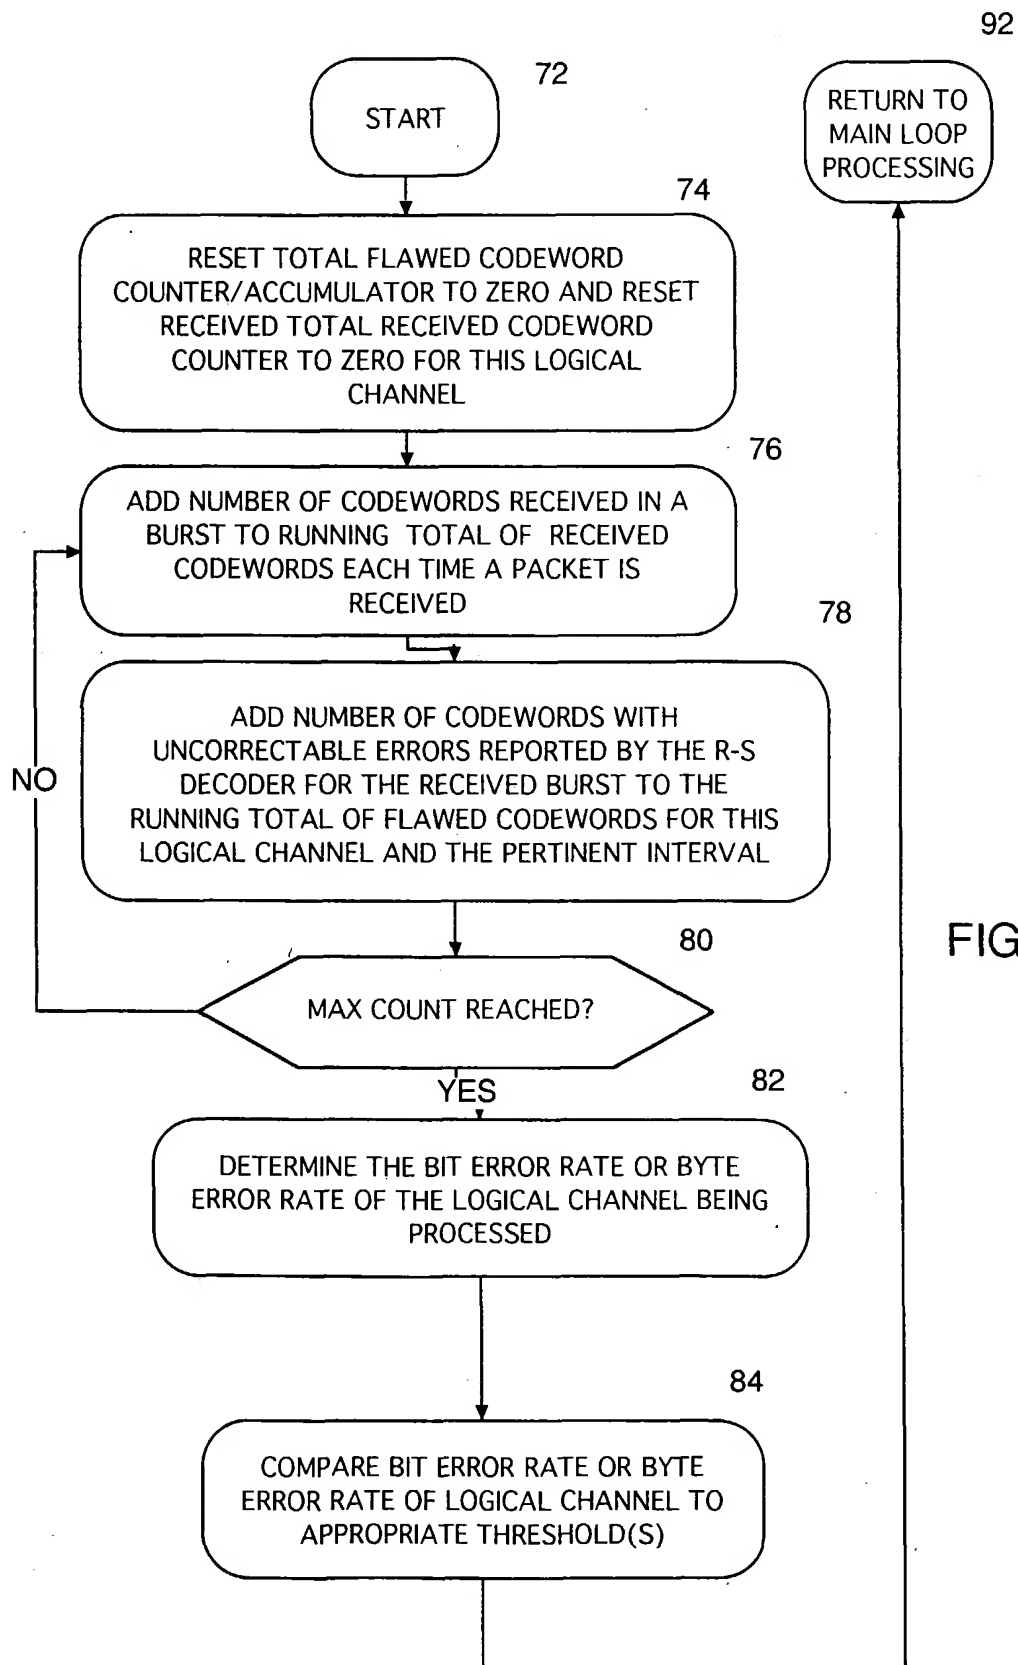 92
72
START
RETURN TO
MAIN LOOP
PROCESSING
74
RESET TOTAL FLAWED CODEWORD
COUNTER/ACCUMULATOR TO ZERO AND RESET
RECEIVED TOTAL RECEIVED CODEWORD
COUNTER TO ZERO FOR THIS LOGICAL
CHANNEL
76
ADD NUMBER OF CODEWORDS RECEIVED IN A
BURST TO RUNNING TOTAL OF RECEIVED
CODEWORDS EACH TIME A PACKET IS
RECEIVED
78
ADD NUMBER OF CODEWORDS WITH
UNCORRECTABLE ERRORS REPORTED BY THE R-S
DECODER FOR THE RECEIVED BURST TO THE
RUNNING TOTAL OF FLAWED CODEWORDS FOR THIS
LOGICAL CHANNEL AND THE PERTINENT INTERVAL
NO
80
FIG
MAX COUNT REACHED?
YES
82
DETERMINE THE BIT ERROR RATE OR BYTE
ERROR RATE OF THE LOGICAL CHANNEL BEING
PROCESSED
84
COMPARE BIT ERROR RATE OR BYTE
ERROR RATE OF LOGICAL CHANNEL TO
APPROPRIATE THRESHOLD(S)